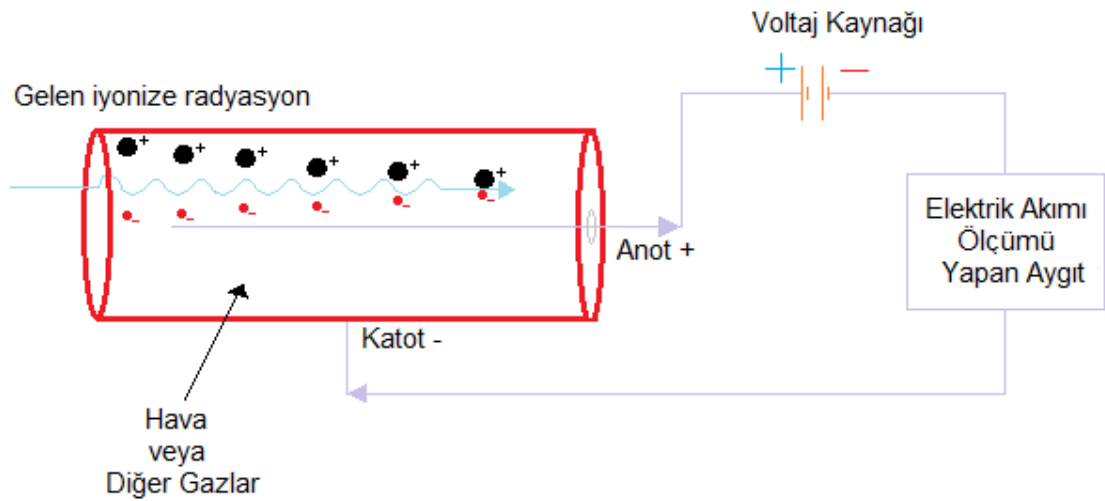 Voltaj Kaynağı
+ −
Gelen iyonize radyasyon
+ + + + + +
- - - - - -
Anot +
Elektrik Akımı
Ölçümü
Yapan Aygıt
Katot -
Hava
veya
Diğer Gazlar